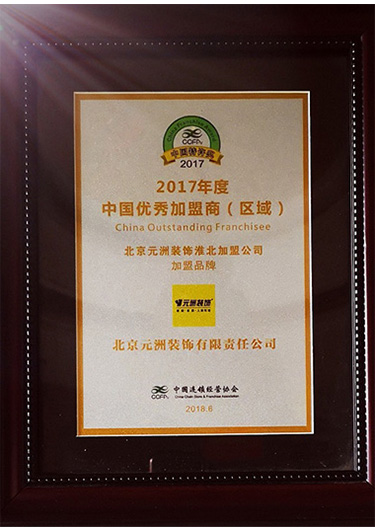 China Franchise Award
CCFA
2017
2017年度
中国优秀加盟商（区域）
China Outstanding Franchisee
北京元洲装饰淮北加盟公司
加盟品牌
元洲装饰
北京元洲装饰有限责任公司
CCFA
中国连锁经营协会
China Chain Store & Franchise Association
2018.6